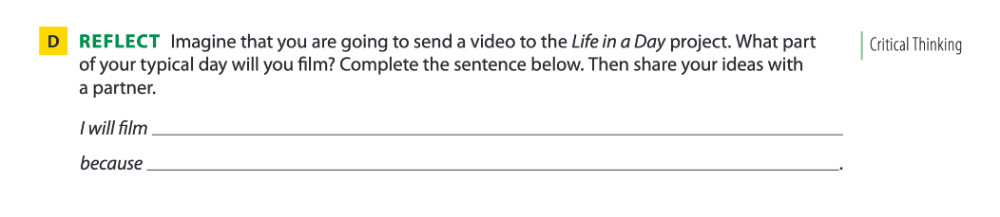 D REFLECT Imagine that you are going to send a video to the Life in a Day project. What part
of your typical day will you film? Complete the sentence below. Then share your ideas with
a partner.
Critical Thinking
I will film
because .